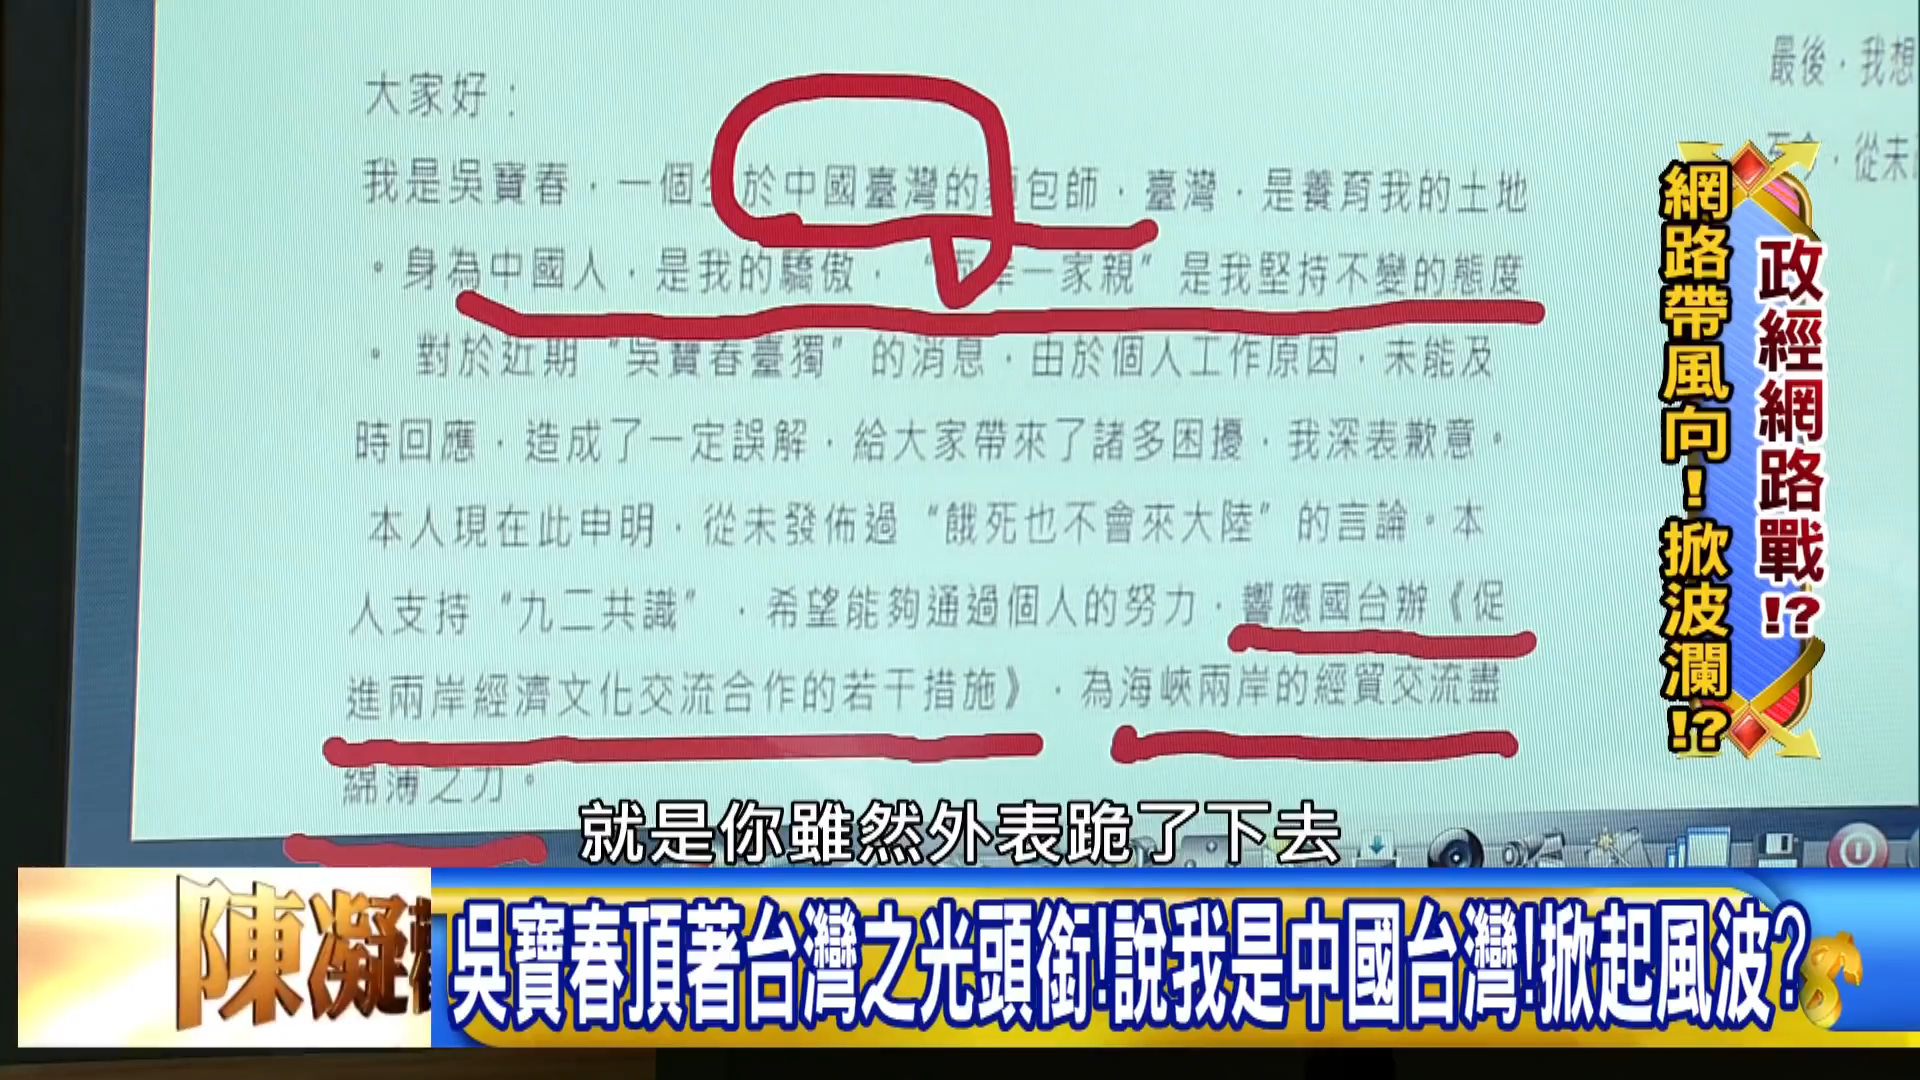 大家好：
我是吳寶春，一個生於中國臺灣的麵包師，臺灣，是養育我的土地
。身為中國人，是我的驕傲，“兩岸一家親”是我堅持不變的態度
。對於近期“吳寶春臺獨”的消息，由於個人工作原因，未能及
時回應，造成了一定誤解，給大家帶來了諸多困擾，我深表歉意。
本人現在此申明，從未發佈過“餓死也不會來大陸”的言論。本
人支持“九二共識”，希望能夠通過個人的努力，響應國台辦《促
進兩岸經濟文化交流合作的若干措施》，為海峽兩岸的經貿交流盡
綿薄之力。
最後，我想
，從未
政經網路戰!?
網路帶風向！掀波瀾!?
就是你雖然外表跪了下去
陳凝
吳寶春頂著台灣之光頭銜!說我是中國台灣!掀起風波?